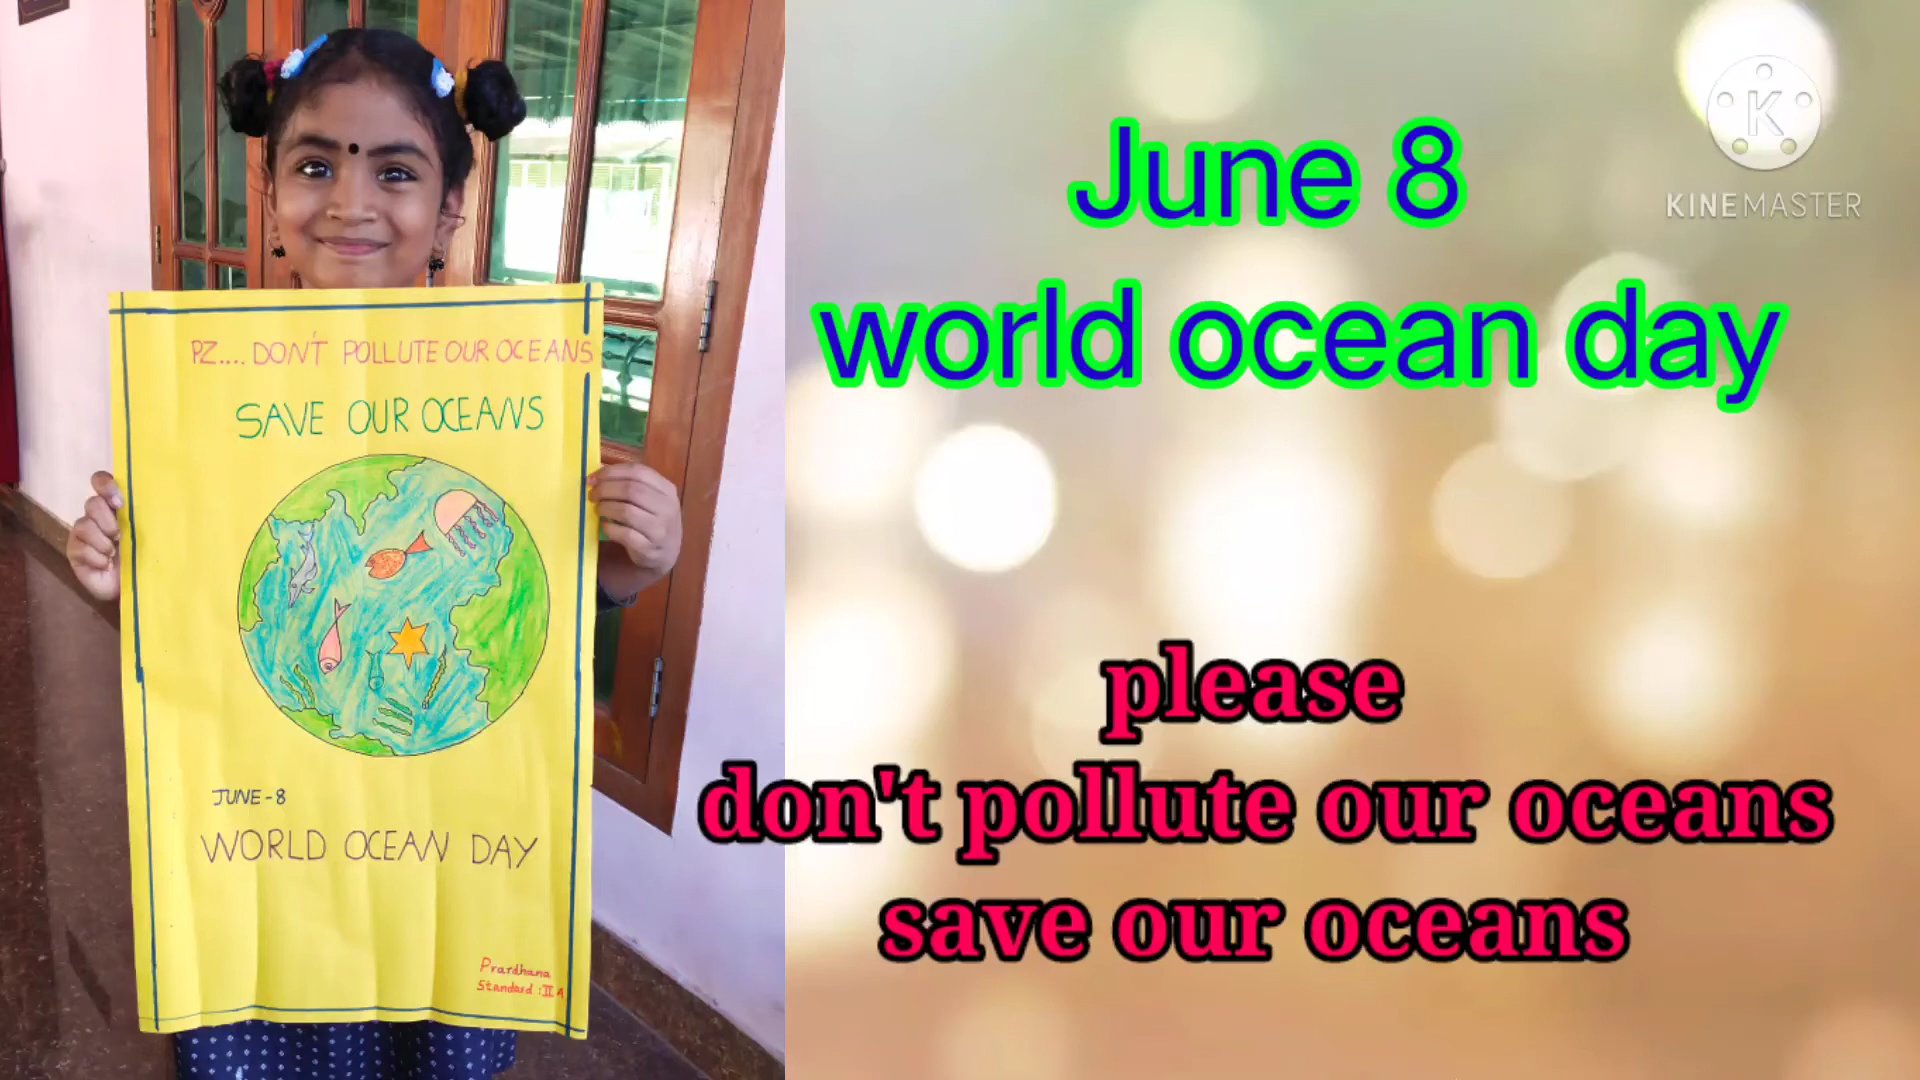 PZ.... DON'T POLLUTE OUR OCEANS
SAVE OUR OCEANS
JUNE-8
WORLD OCEAN DAY
Prardhana
Standard : II A
June 8
world ocean day
please
don't pollute our oceans
save our oceans
K
KINEMASTER